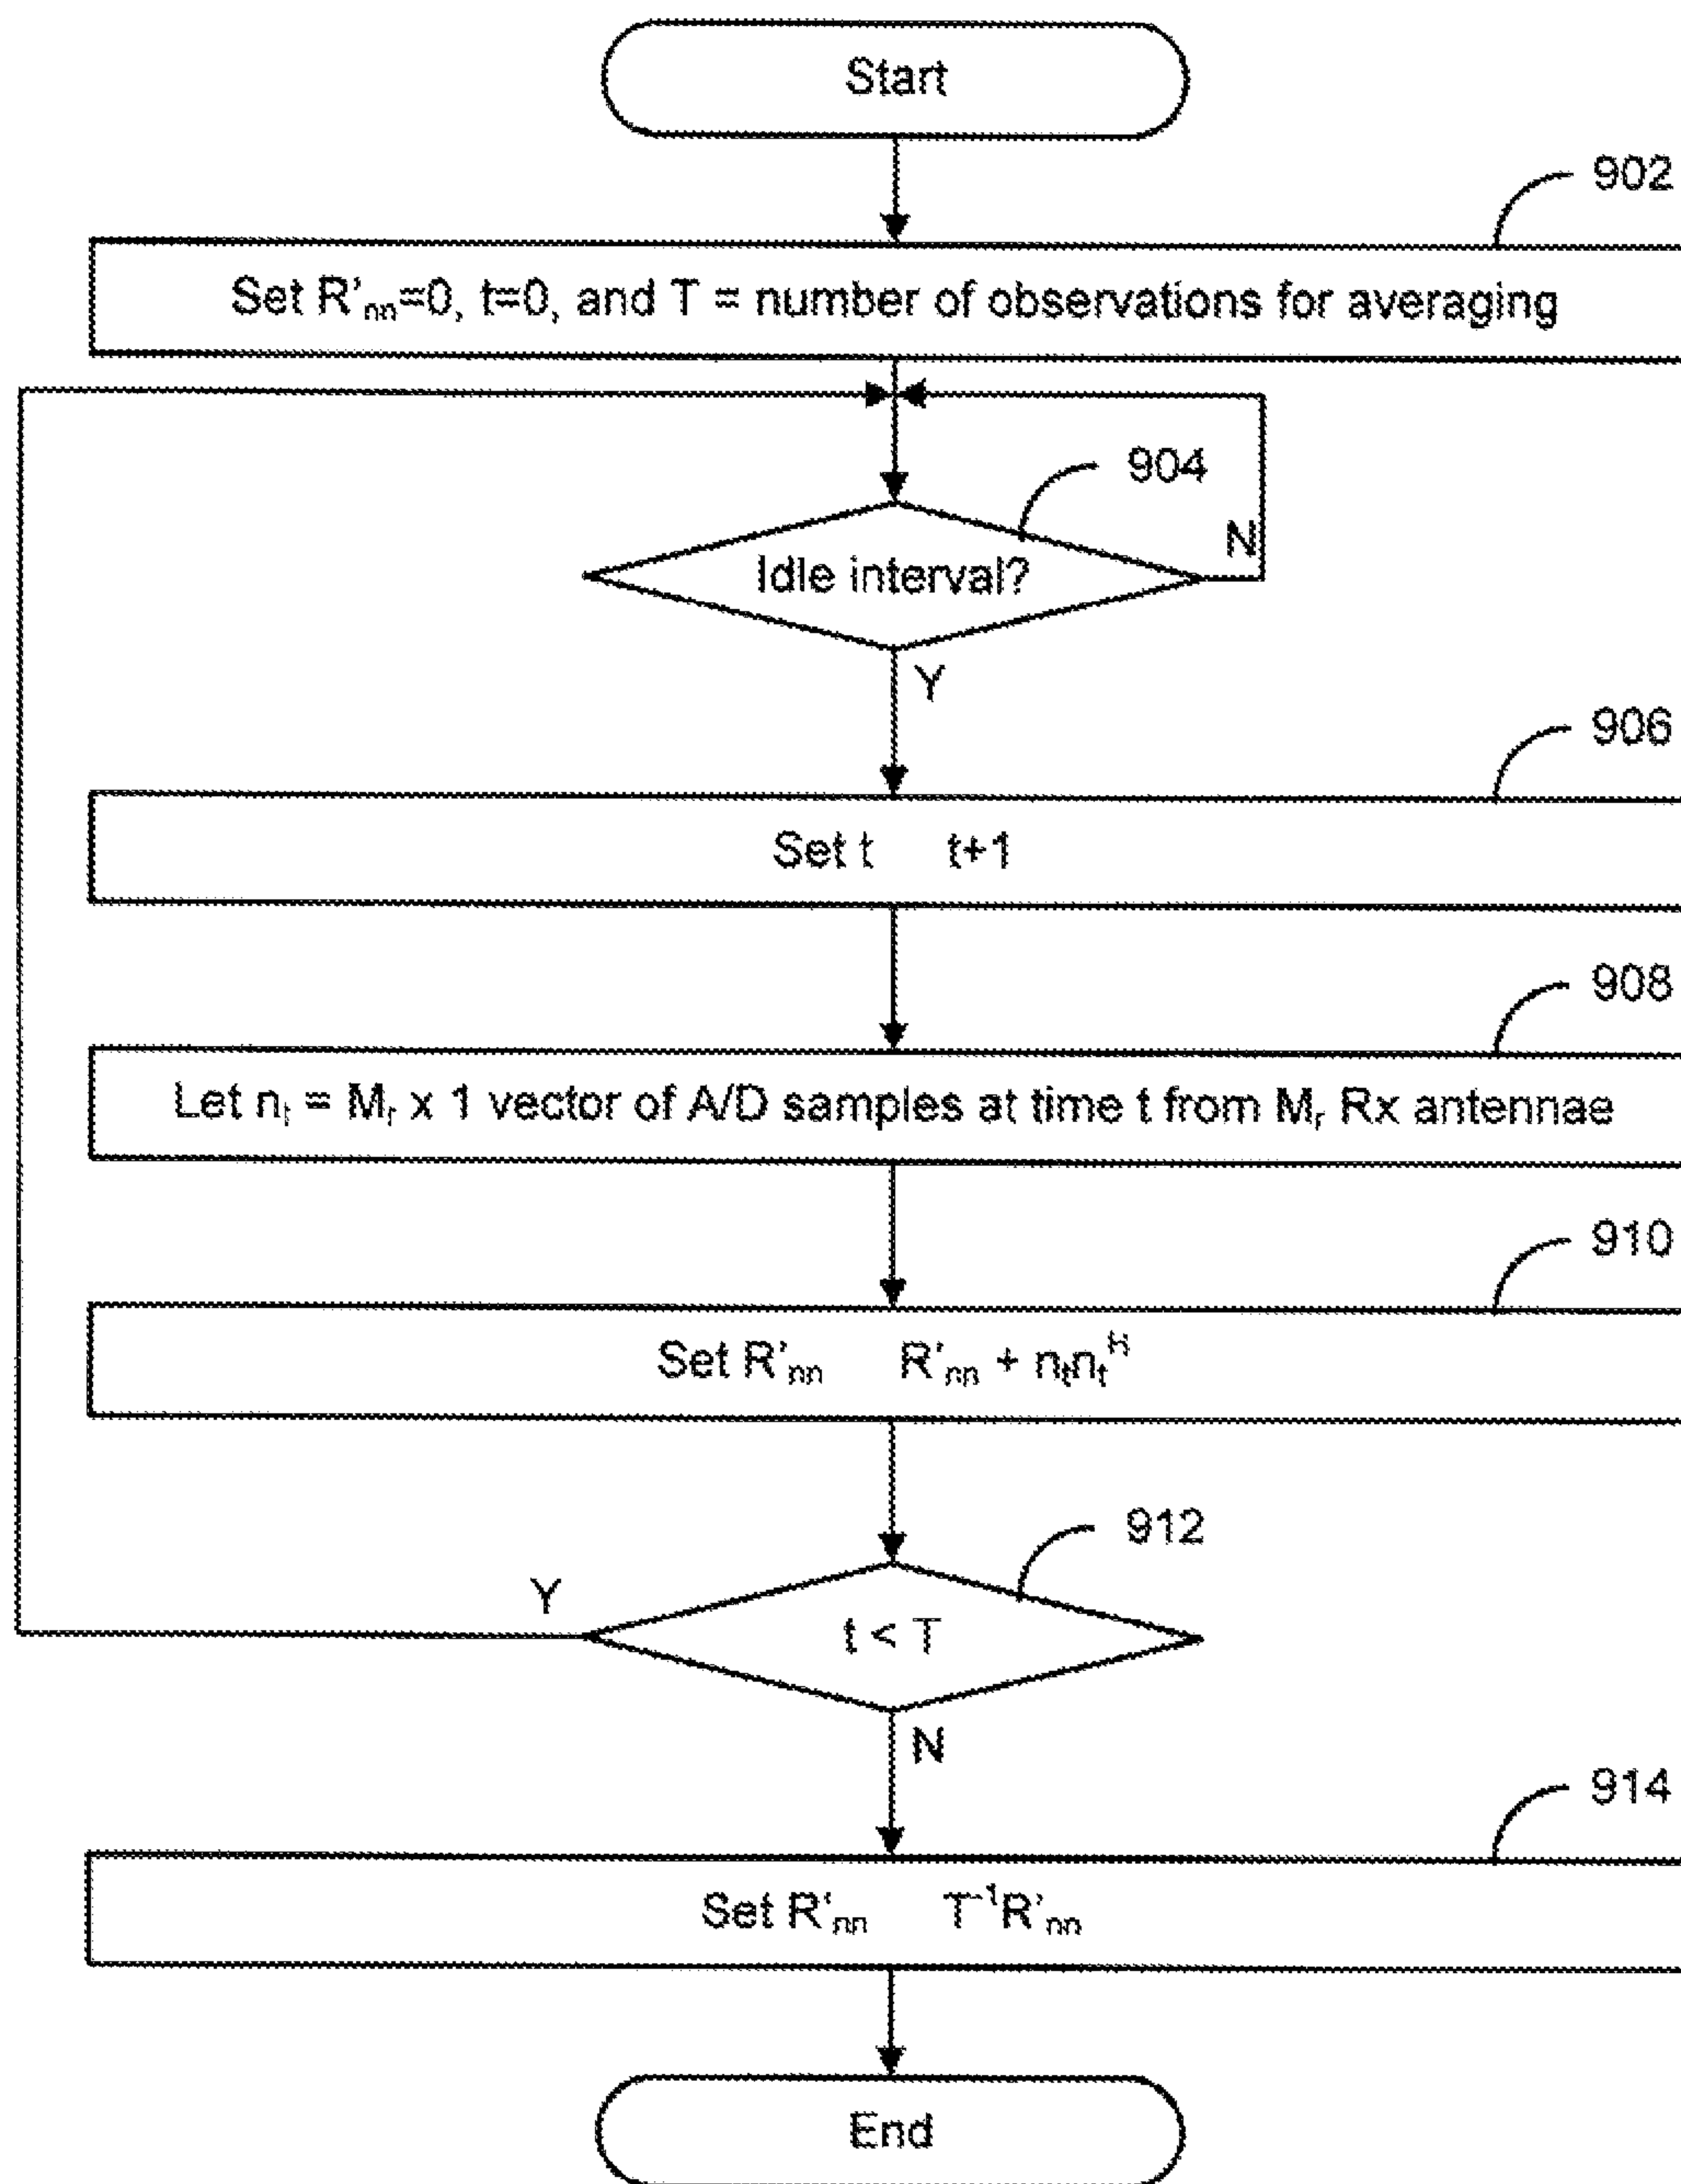 Start
902
Set R'ₙₙ=0, t=0, and T = number of observations for averaging
904
Idle interval?
N
Y
906
Set t t+1
908
Let nₜ = Mᵣ x 1 vector of A/D samples at time t from Mᵣ Rx antennae
910
Set R'ₙₙ R'ₙₙ + nₜnₜᴴ
912
Y
t < T
N
914
Set R'ₙₙ T⁻¹R'ₙₙ
End